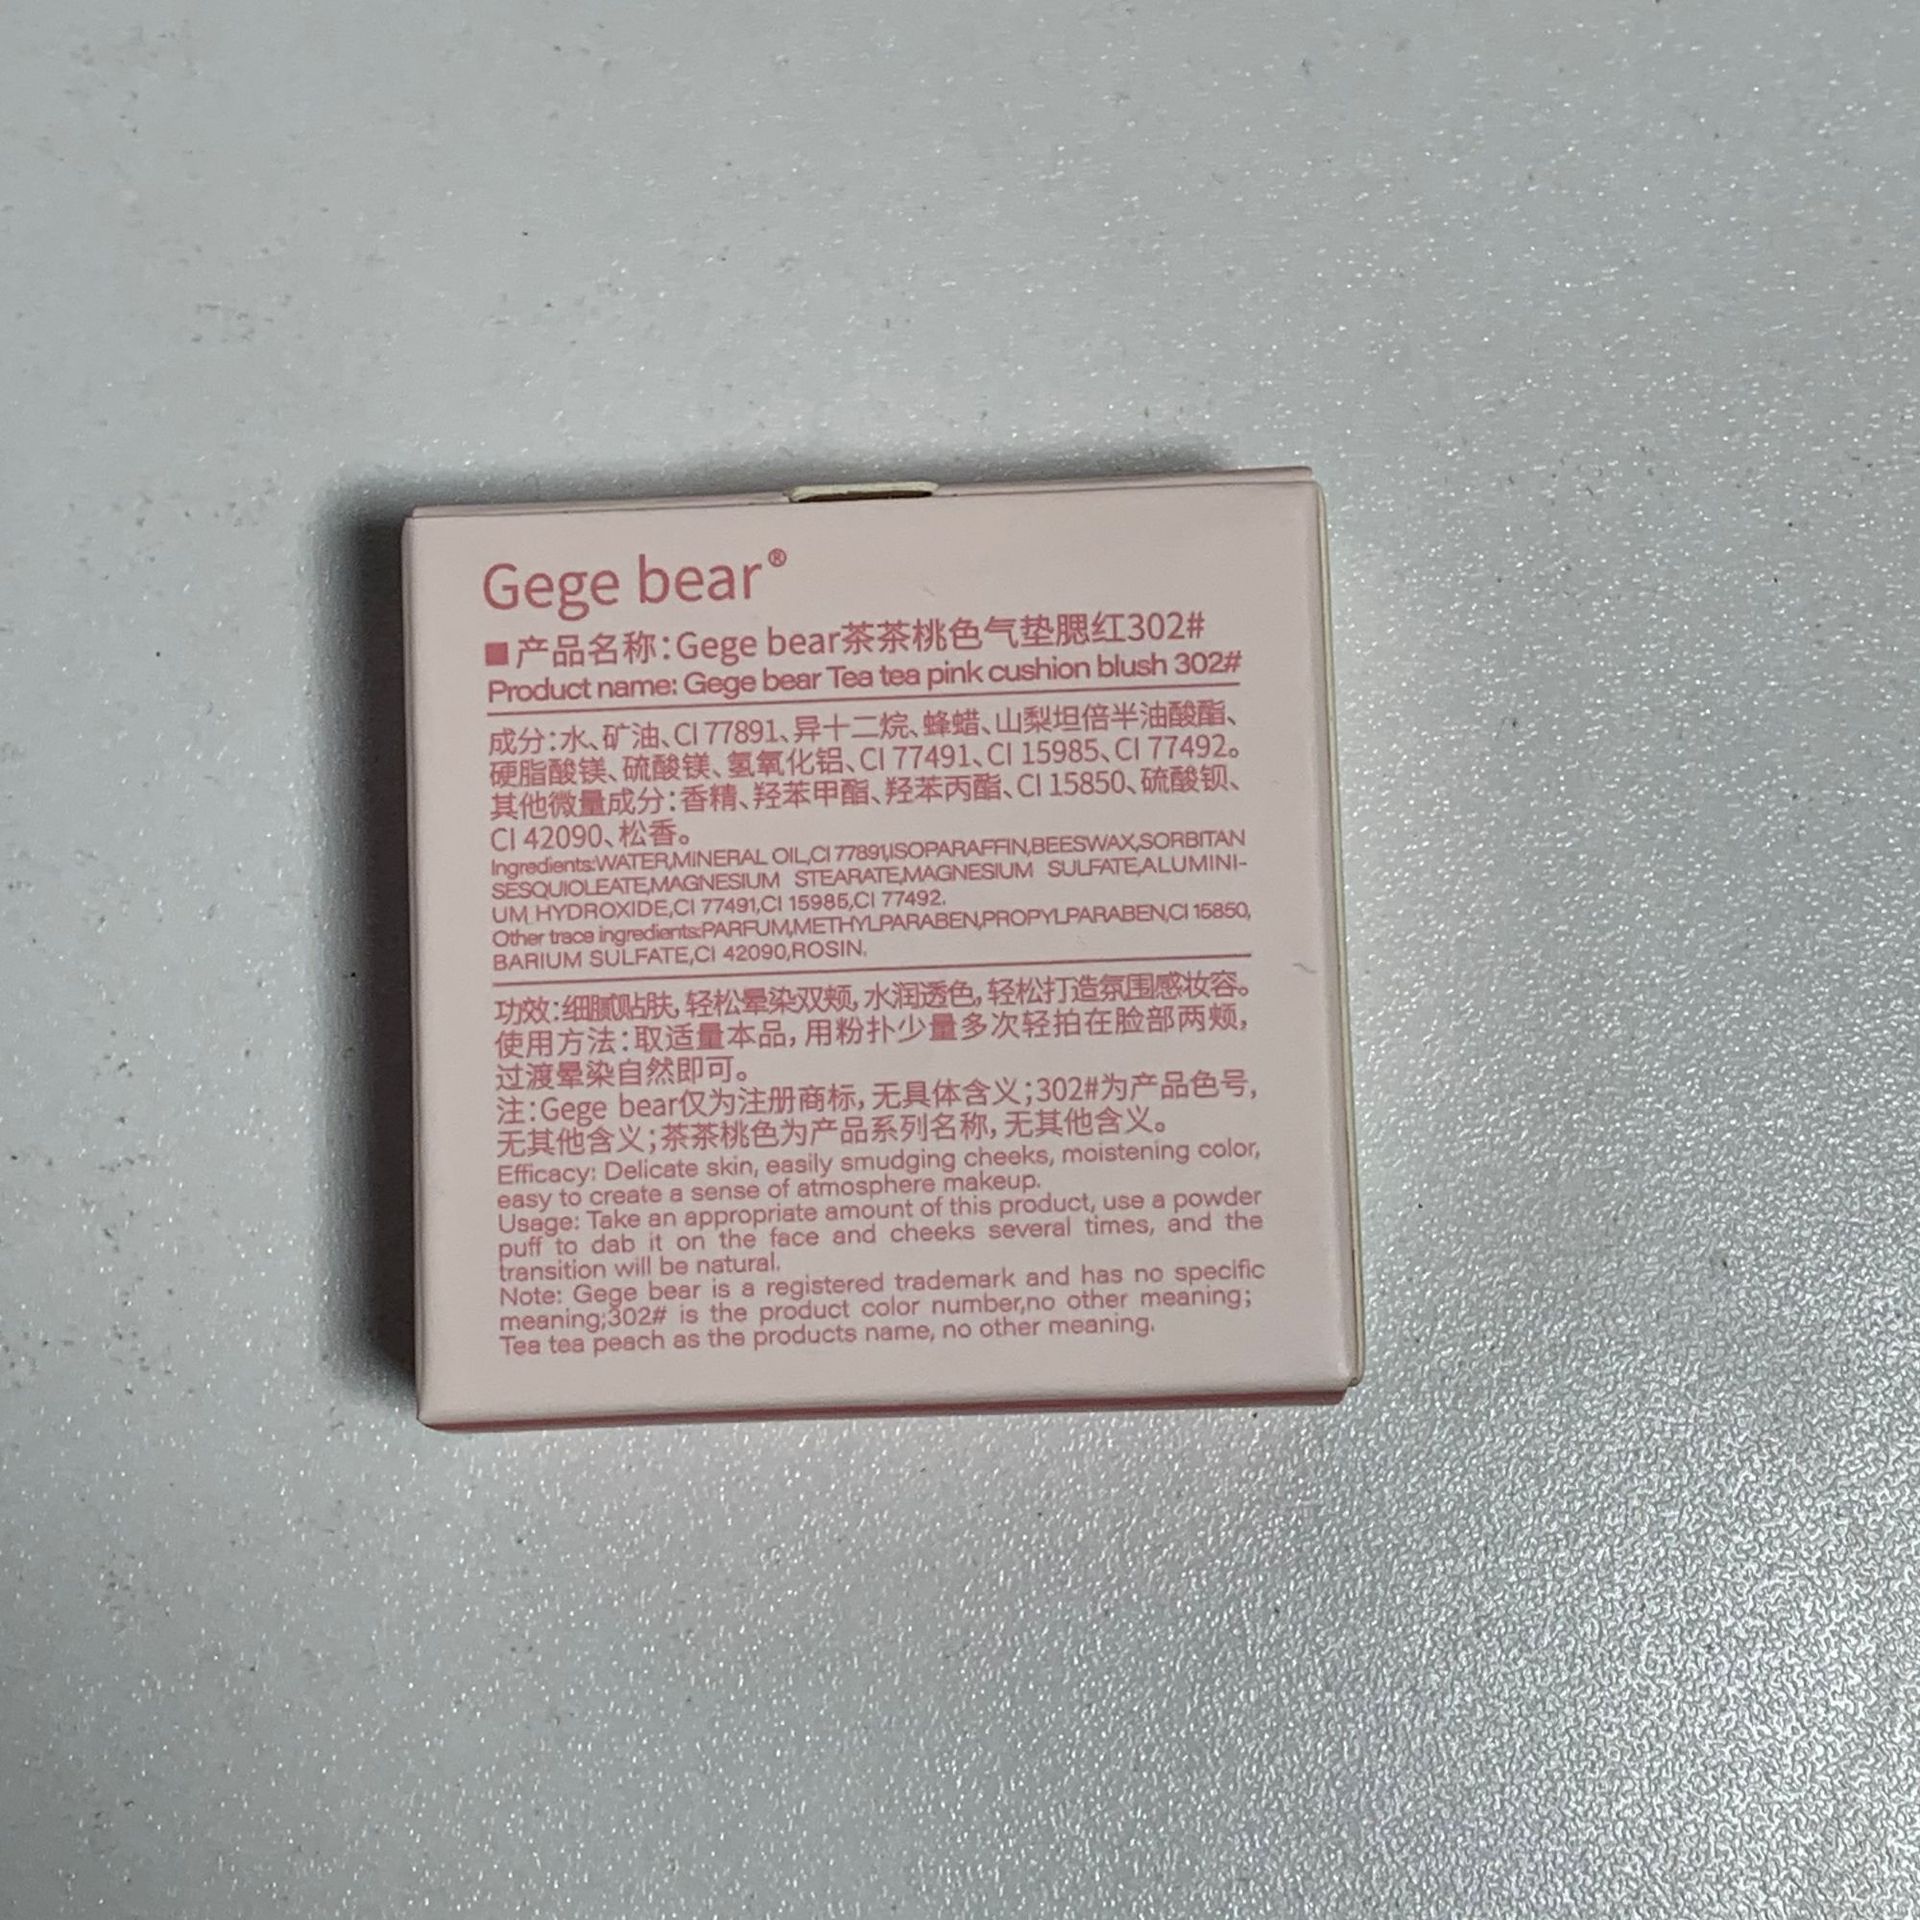 Gege bear®
■产品名称：Gege bear茶茶桃色气垫腮红302#
Product name: Gege bear Tea tea pink cushion blush 302#
成分：水、矿油、CI 77891、异十二烷、蜂蜡、山梨坦倍半油酸酯、
硬脂酸镁、硫酸镁、氢氧化铝、CI 77491、CI 15985、CI 77492。
其他微量成分：香精、羟苯甲酯、羟苯丙酯、CI 15850、硫酸钡、
CI 42090、松香。
Ingredients:WATER,MINERAL OIL,CI 77891,ISOPARAFFIN,BEESWAX,SORBITAN
SESQUIOLEATE,MAGNESIUM STEARATE,MAGNESIUM SULFATE,ALUMINI-
UM HYDROXIDE,CI 77491,CI 15985,CI 77492.
Other trace ingredients:PARFUM,METHYLPARABEN,PROPYLPARABEN,CI 15850,
BARIUM SULFATE,CI 42090,ROSIN.
功效：细腻贴肤, 轻松晕染双颊, 水润透色, 轻松打造氛围感妆容。
使用方法：取适量本品, 用粉扑少量多次轻拍在脸部两颊,
过渡晕染自然即可。
注：Gege bear仅为注册商标, 无具体含义；302#为产品色号,
无其他含义；茶茶桃色为产品系列名称, 无其他含义。
Efficacy: Delicate skin, easily smudging cheeks, moistening color,
easy to create a sense of atmosphere makeup.
Usage: Take an appropriate amount of this product, use a powder
puff to dab it on the face and cheeks several times, and the
transition will be natural.
Note: Gege bear is a registered trademark and has no specific
meaning;302# is the product color number,no other meaning;
Tea tea peach as the products name, no other meaning.